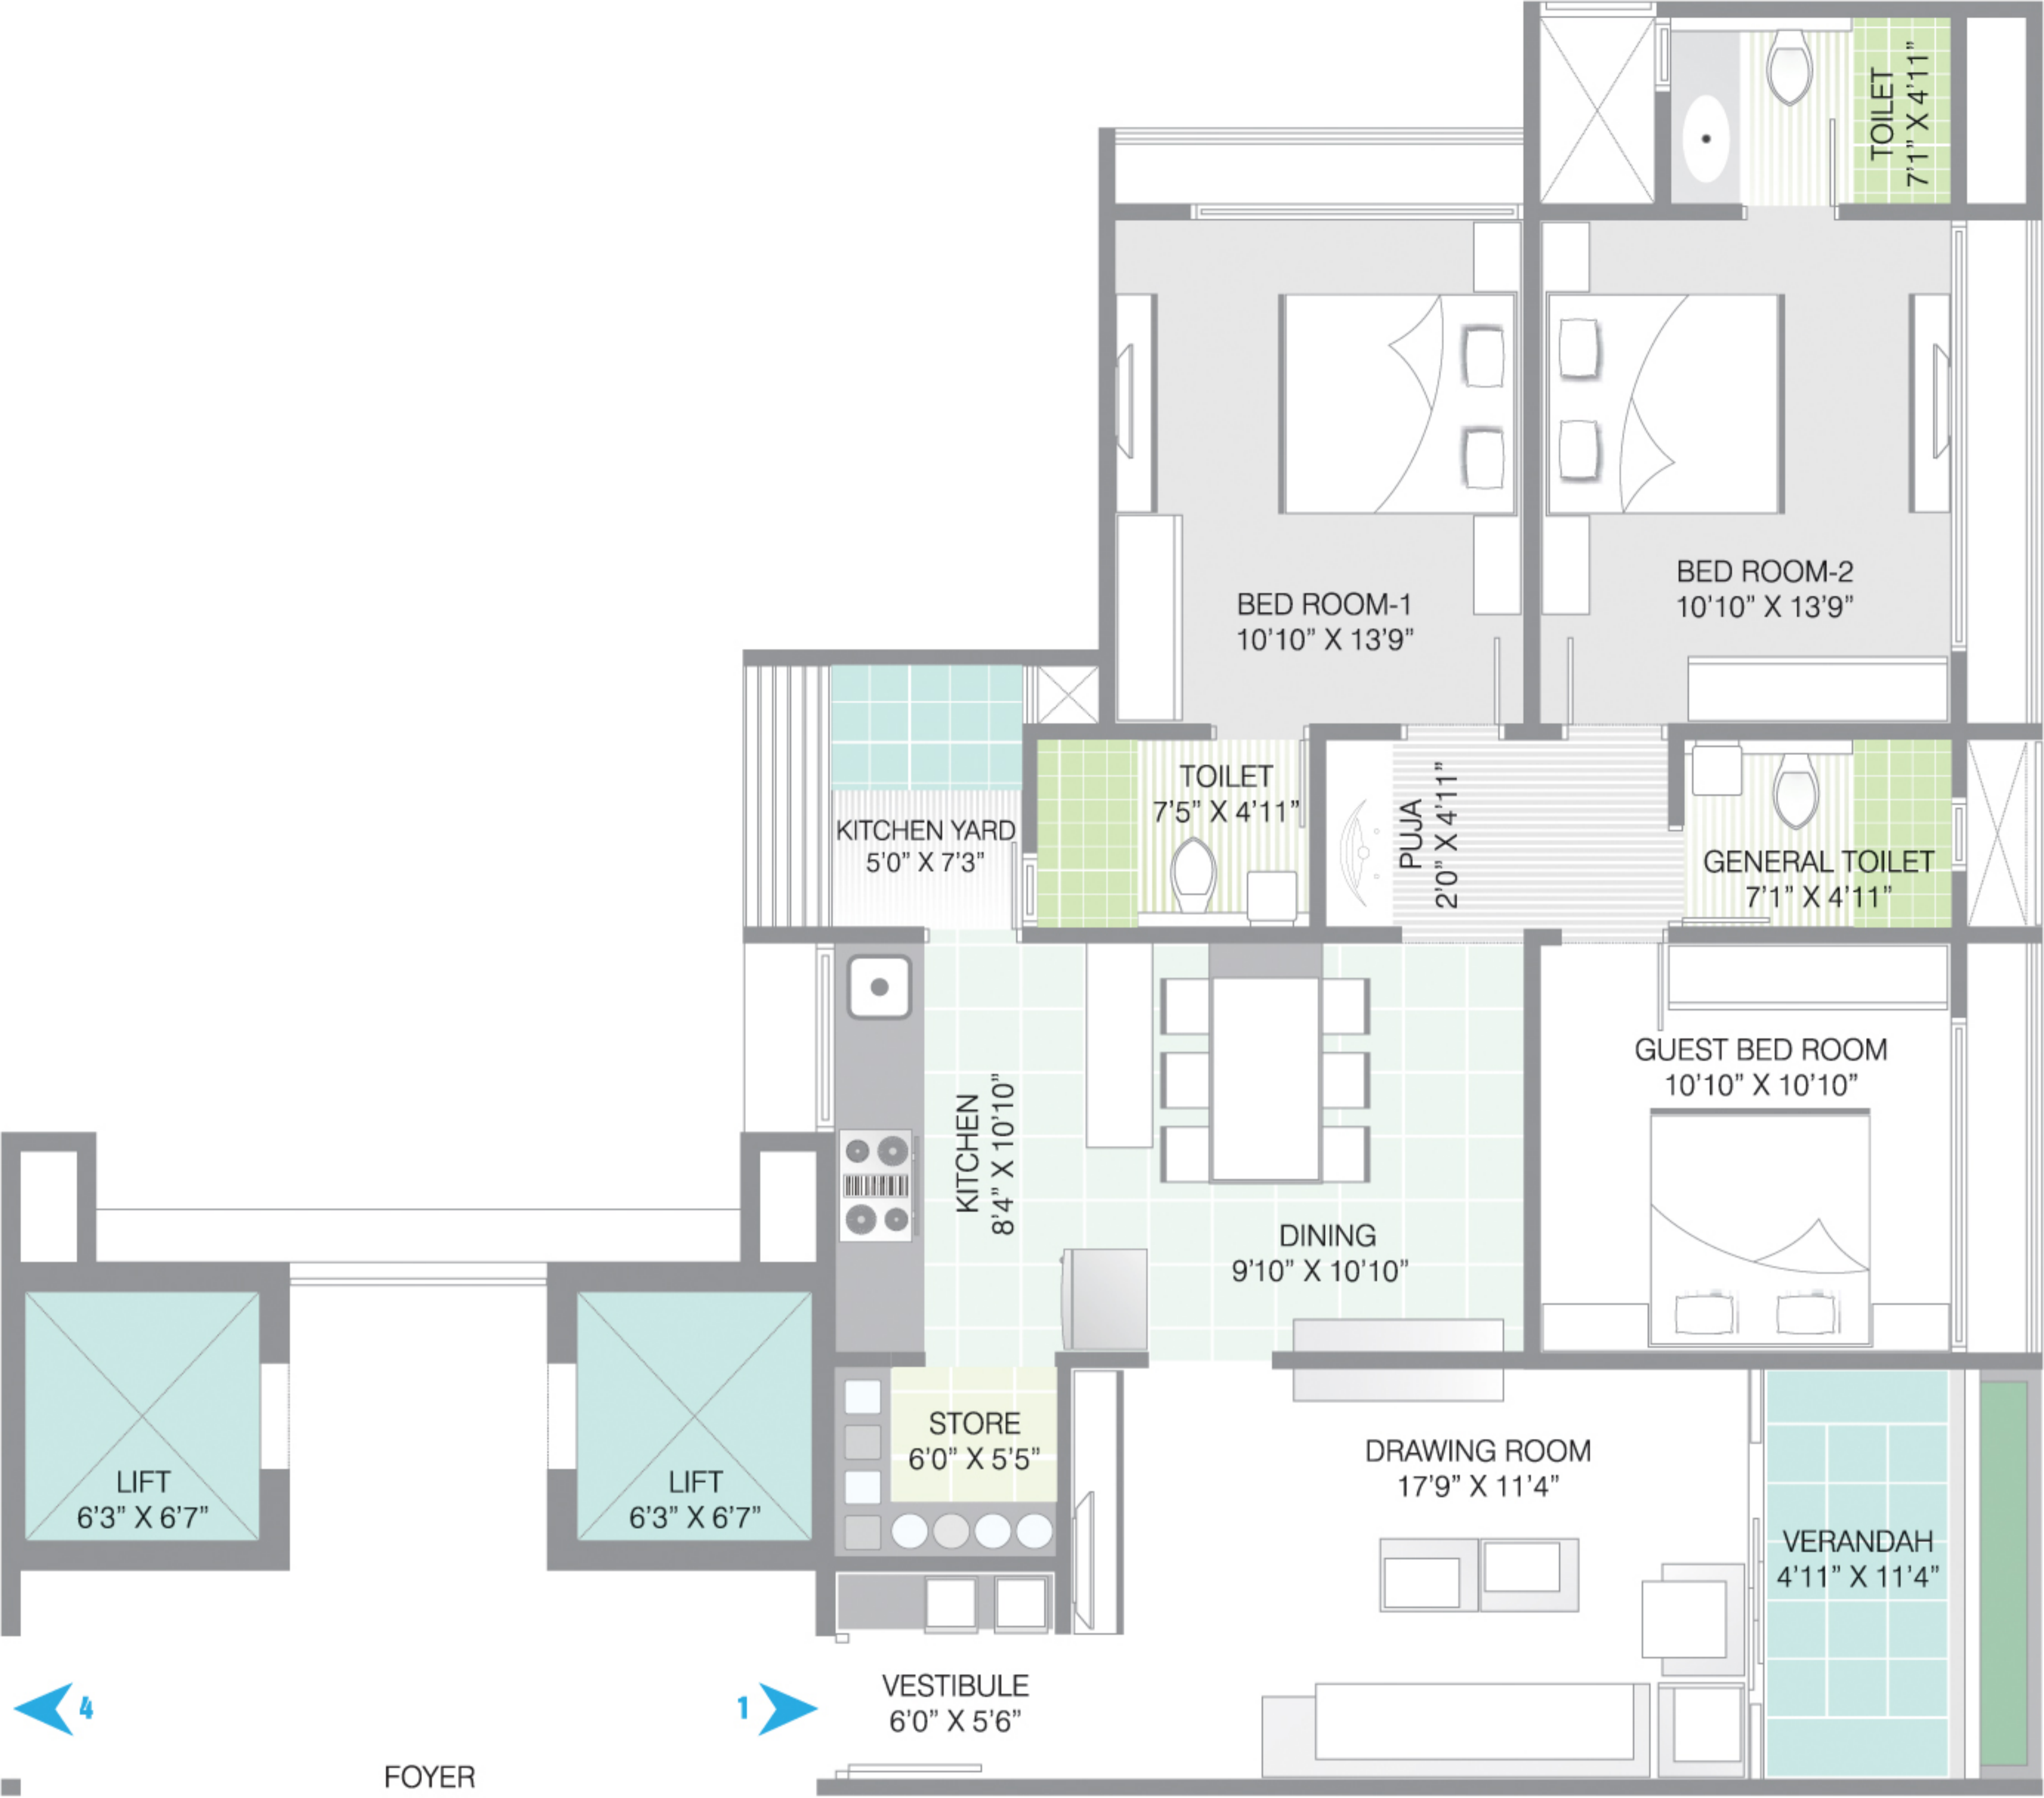 TOILET
7’1” X 4’11”
BED ROOM-1
10’10” X 13’9”
BED ROOM-2
10’10” X 13’9”
KITCHEN YARD
5’0” X 7’3”
TOILET
7’5” X 4’11”
PUJA
2’0” X 4’11”
GENERAL TOILET
7’1” X 4’11”
KITCHEN
8’4” X 10’10”
DINING
9’10” X 10’10”
GUEST BED ROOM
10’10” X 10’10”
LIFT
6’3” X 6’7”
LIFT
6’3” X 6’7”
STORE
6’0” X 5’5”
DRAWING ROOM
17’9” X 11’4”
VERANDAH
4’11” X 11’4”
4
1
VESTIBULE
6’0” X 5’6”
FOYER